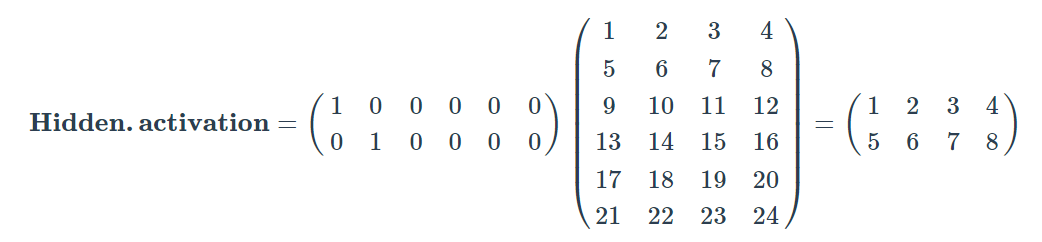 1 2 3 4
5 6 7 8
Hidden. activation = ( 1 0 0 0 0 0 ) 9 10 11 12 = ( 1 2 3 4 )
0 1 0 0 0 0 13 14 15 16 5 6 7 8
17 18 19 20
21 22 23 24